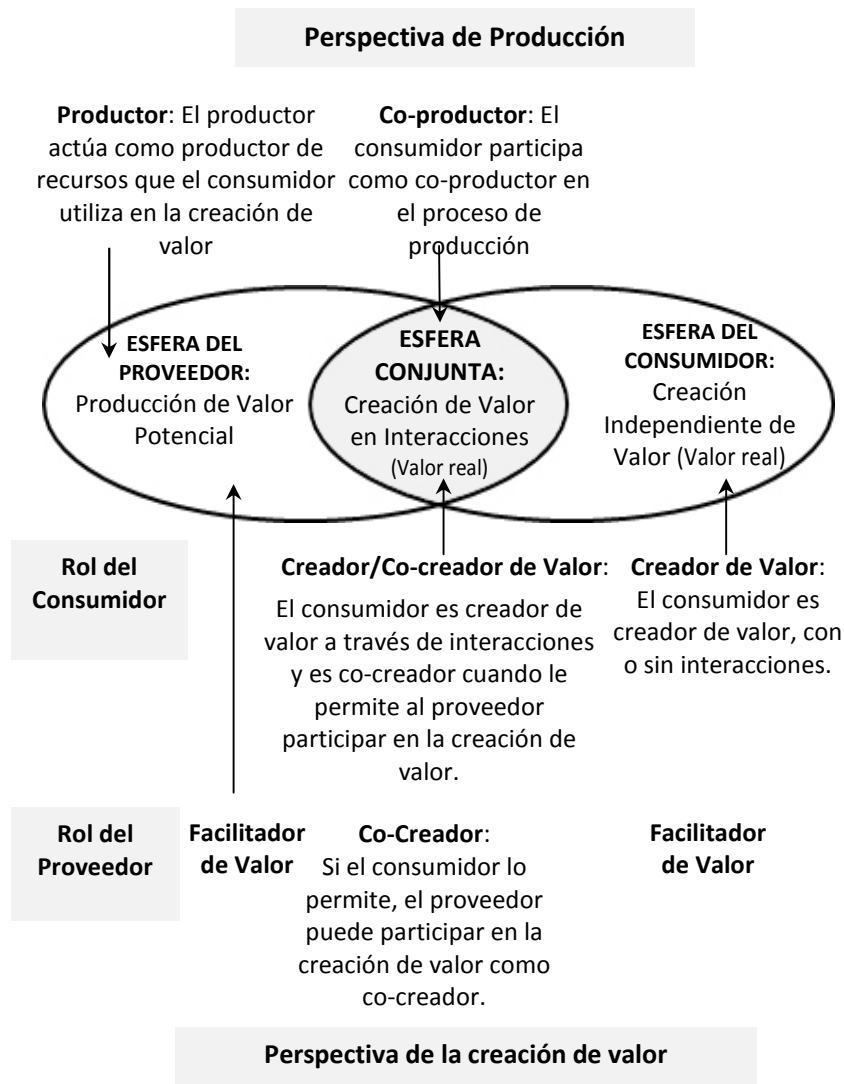 Perspectiva de Producción
Productor: El productor
actúa como productor de
recursos que el consumidor
utiliza en la creación de
valor
Co-productor: El
consumidor participa
como co-productor en
el proceso de
producción
ESFERA DEL
PROVEEDOR:
Producción de Valor
Potencial
ESFERA
CONJUNTA:
Creación de Valor
en Interacciones
(Valor real)
ESFERA DEL
CONSUMIDOR:
Creación
Independiente de
Valor (Valor real)
Rol del
Consumidor
Creador/Co-creador de Valor:
El consumidor es creador de
valor a través de interacciones
y es co-creador cuando le
permite al proveedor
participar en la creación de
valor.
Creador de Valor:
El consumidor es
creador de valor, con
o sin interacciones.
Rol del
Proveedor
Facilitador
de Valor
Co-Creador:
Si el consumidor lo
permite, el proveedor
puede participar en la
creación de valor como
co-creador.
Facilitador
de Valor
Perspectiva de la creación de valor